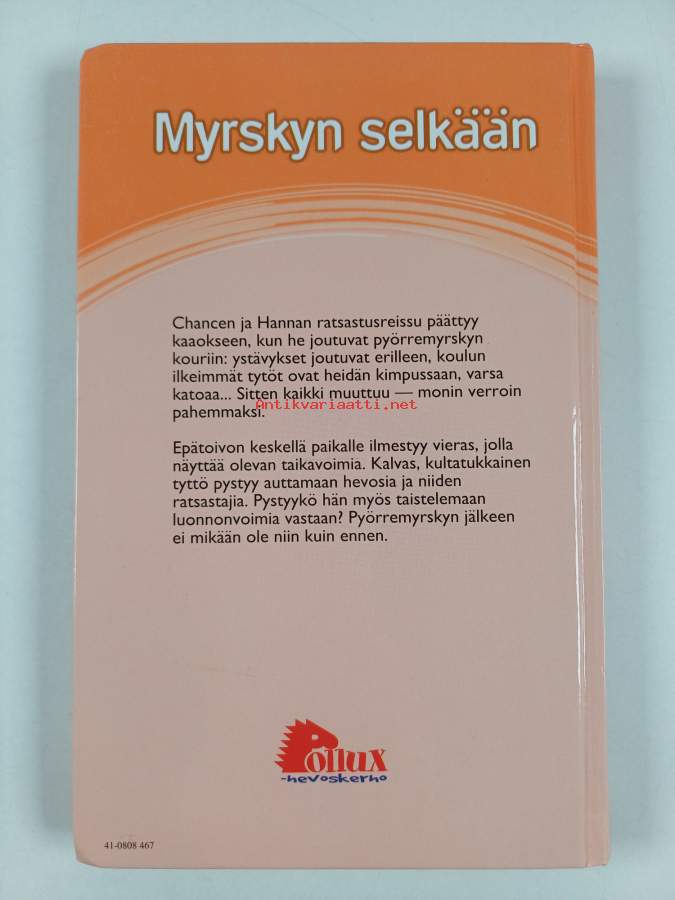 Myrskyn selkään
Chancen ja Hannan ratsastusreissu päättyy
kaaokseen, kun he joutuvat pyörremyrskyn
kouriin: ystävykset joutuvat erilleen, koulun
ilkeimmät tytöt ovat heidän kimpussaan, varsa
katoaa... Sitten kaikki muuttuu — monin verroin
pahemmaksi.
Antikvariaatti.net
Epätoivon keskellä paikalle ilmestyy vieras, jolla
näyttää olevan taikavoimia. Kalvas, kultatukkainen
tyttö pystyy auttamaan hevosia ja niiden
ratsastajia. Pystyykö hän myös taistelemaan
luonnonvoimia vastaan? Pyörremyrskyn jälkeen
ei mikään ole niin kuin ennen.
Pollux
-hevoskerho
41-0808 467